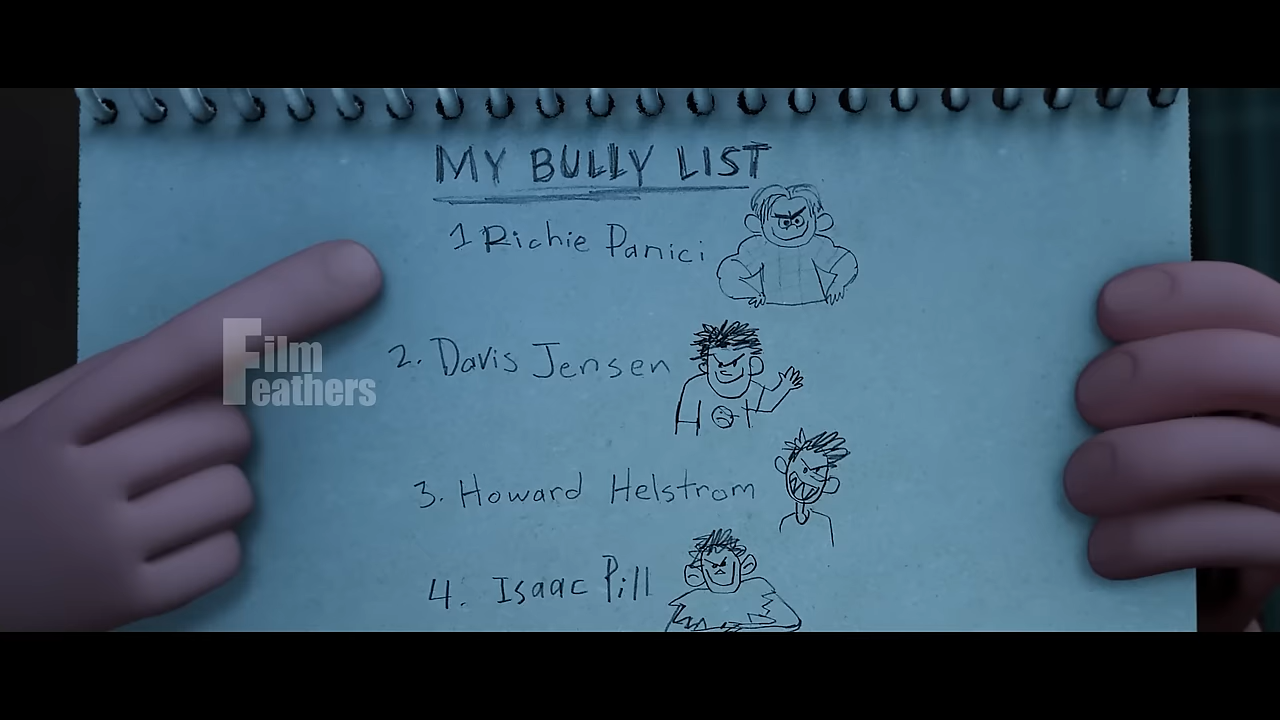 MY BULLY LIST
1 Richie Panici
2. Davis Jensen
Film
Feathers
3. Howard Helstrom
4. Isaac Pill